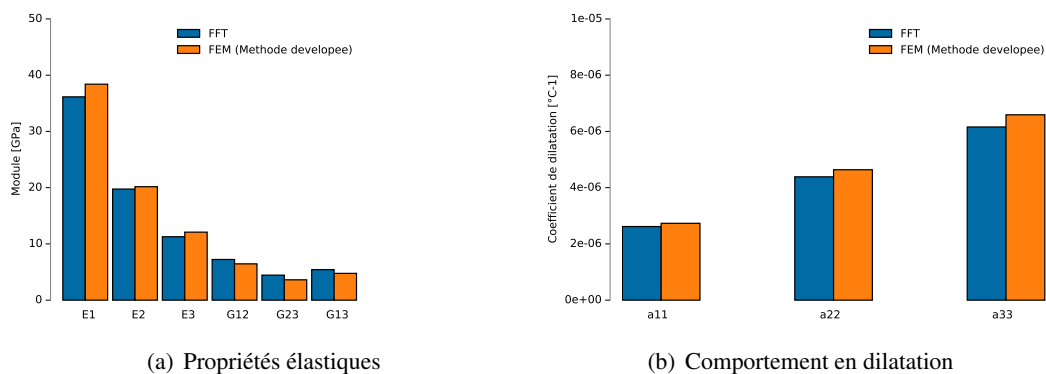 50
40
30
20
10
0
Module [GPa]
FFT
FEM (Methode developee)
E1 E2 E3 G12 G23 G13
(a) Propriétés élastiques
1e-05
8e-06
6e-06
4e-06
2e-06
0e+00
Coefficient de dilatation [°C-1]
FFT
FEM (Methode developee)
a11 a22 a33
(b) Comportement en dilatation